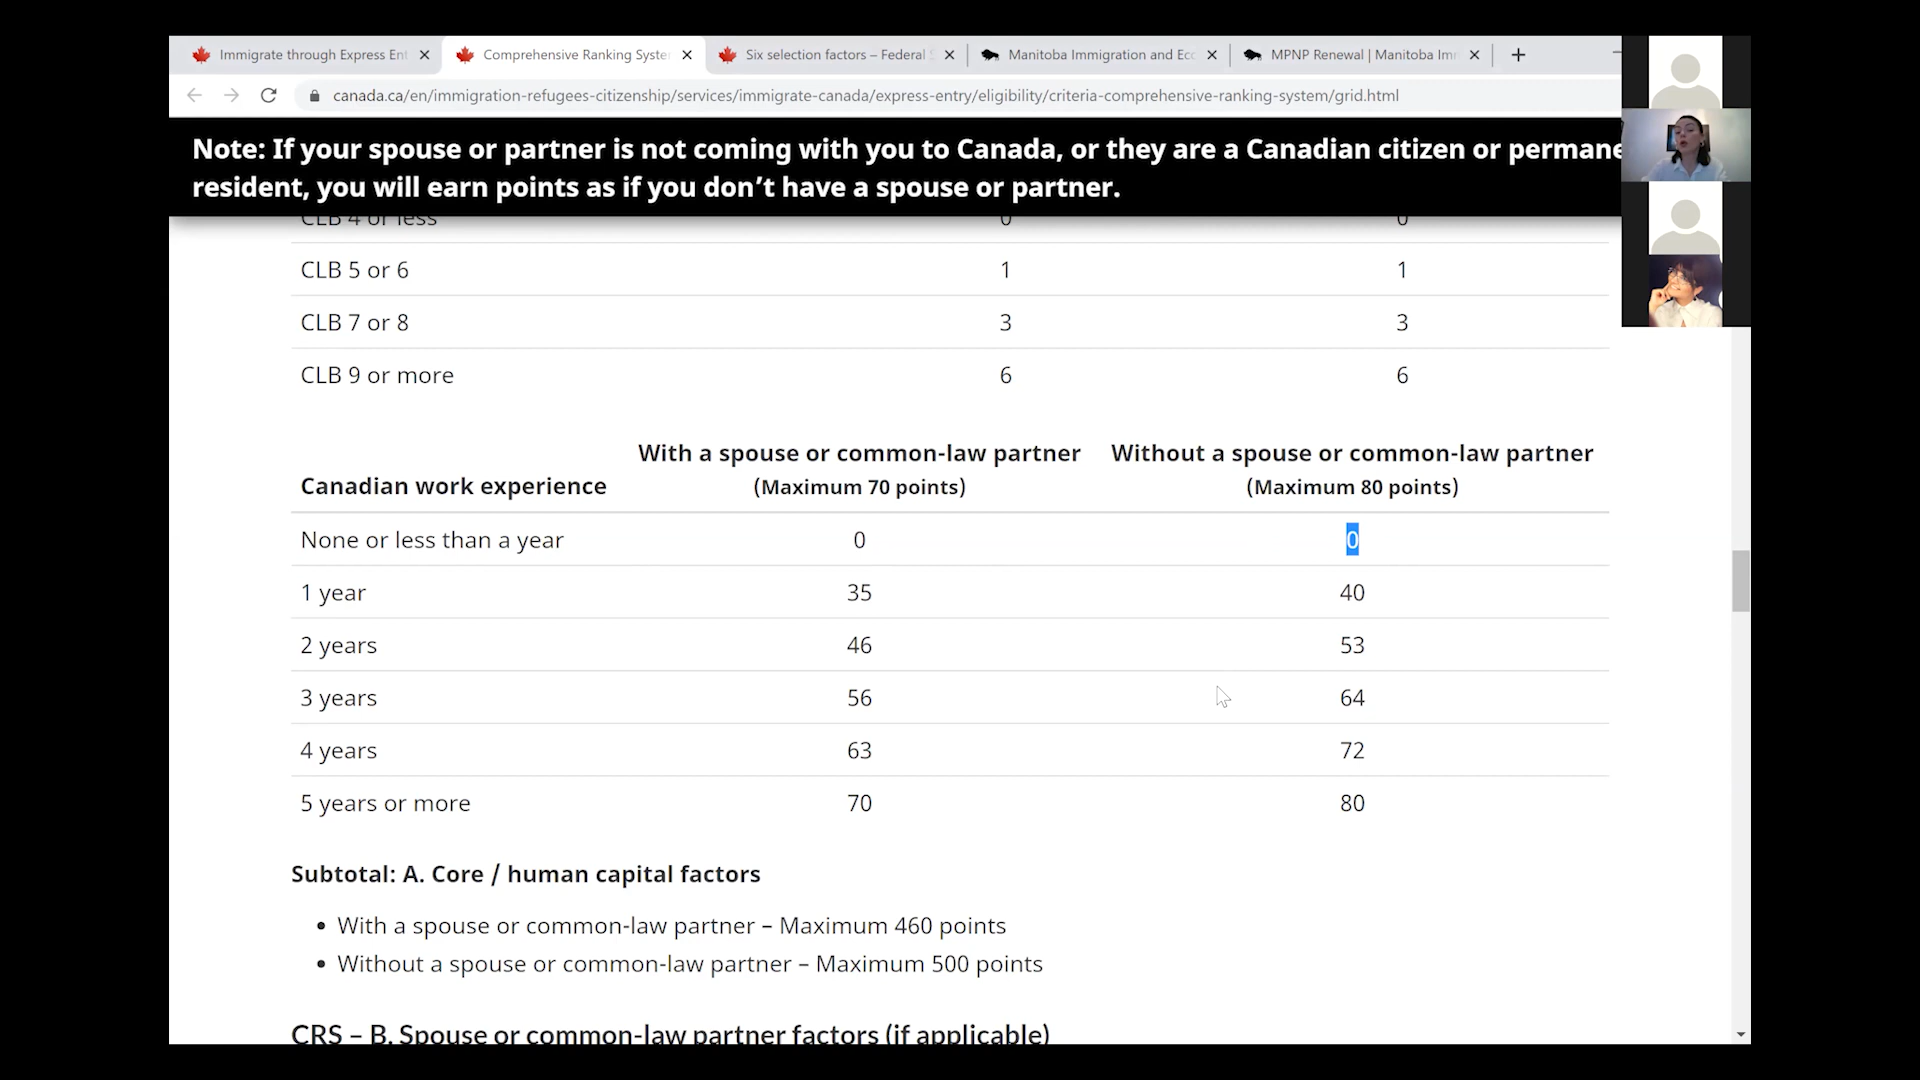 Immigrate through Express Ent
Comprehensive Ranking Syste
Six selection factors – Federal S
Manitoba Immigration and Eco
MPNP Renewal | Manitoba Imm
canada.ca/en/immigration-refugees-citizenship/services/immigrate-canada/express-entry/eligibility/criteria-comprehensive-ranking-system/grid.html
Note: If your spouse or partner is not coming with you to Canada, or they are a Canadian citizen or permane
resident, you will earn points as if you don’t have a spouse or partner.
CLB 4 or less 0 0
CLB 5 or 6 1 1
CLB 7 or 8 3 3
CLB 9 or more 6 6
With a spouse or common-law partner Without a spouse or common-law partner
Canadian work experience (Maximum 70 points) (Maximum 80 points)
None or less than a year 0 0
1 year 35 40
2 years 46 53
3 years 56 64
4 years 63 72
5 years or more 70 80
Subtotal: A. Core / human capital factors
• With a spouse or common-law partner – Maximum 460 points
• Without a spouse or common-law partner – Maximum 500 points
CRS – B. Spouse or common-law partner factors (if applicable)